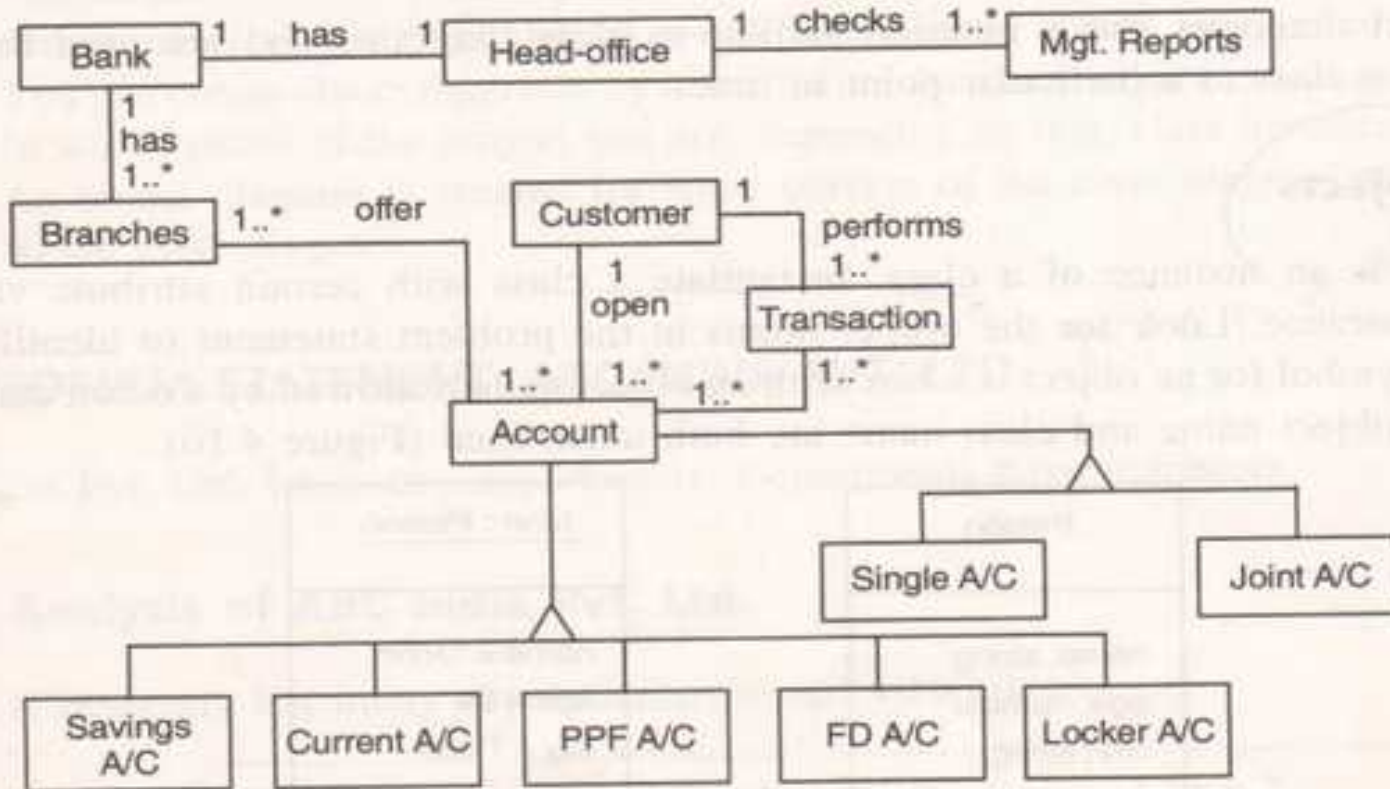 1 has 1
1 checks 1..*
Bank
Head-office
Mgt. Reports
1
has
1..*
Branches
1..* offer
Customer
1
performs
1..*
1
open
Transaction
1..* 1..* 1..* 1..*
Account
Single A/C
Joint A/C
Savings
A/C
Current A/C
PPF A/C
FD A/C
Locker A/C